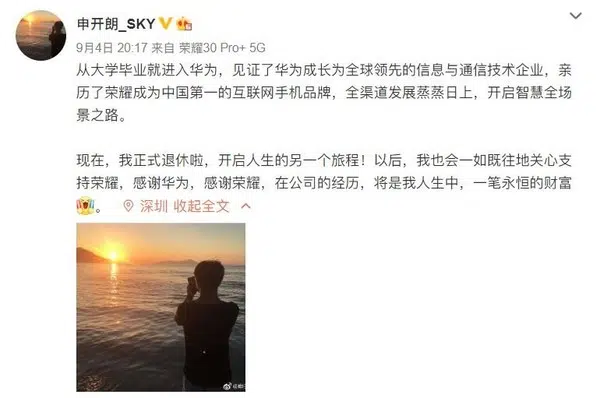 申开朗_SKY
9月4日 20:17 来自 荣耀30 Pro+ 5G
从大学毕业就进入华为，见证了华为成长为全球领先的信息与通信技术企业，亲
历了荣耀成为中国第一的互联网手机品牌，全渠道发展蒸蒸日上，开启智慧全场
景之路。
现在，我正式退休啦，开启人生的另一个旅程！以后，我也会一如既往地关心支
持荣耀，感谢华为，感谢荣耀，在公司的经历，将是我人生中，一笔永恒的财富
。 深圳 收起全文